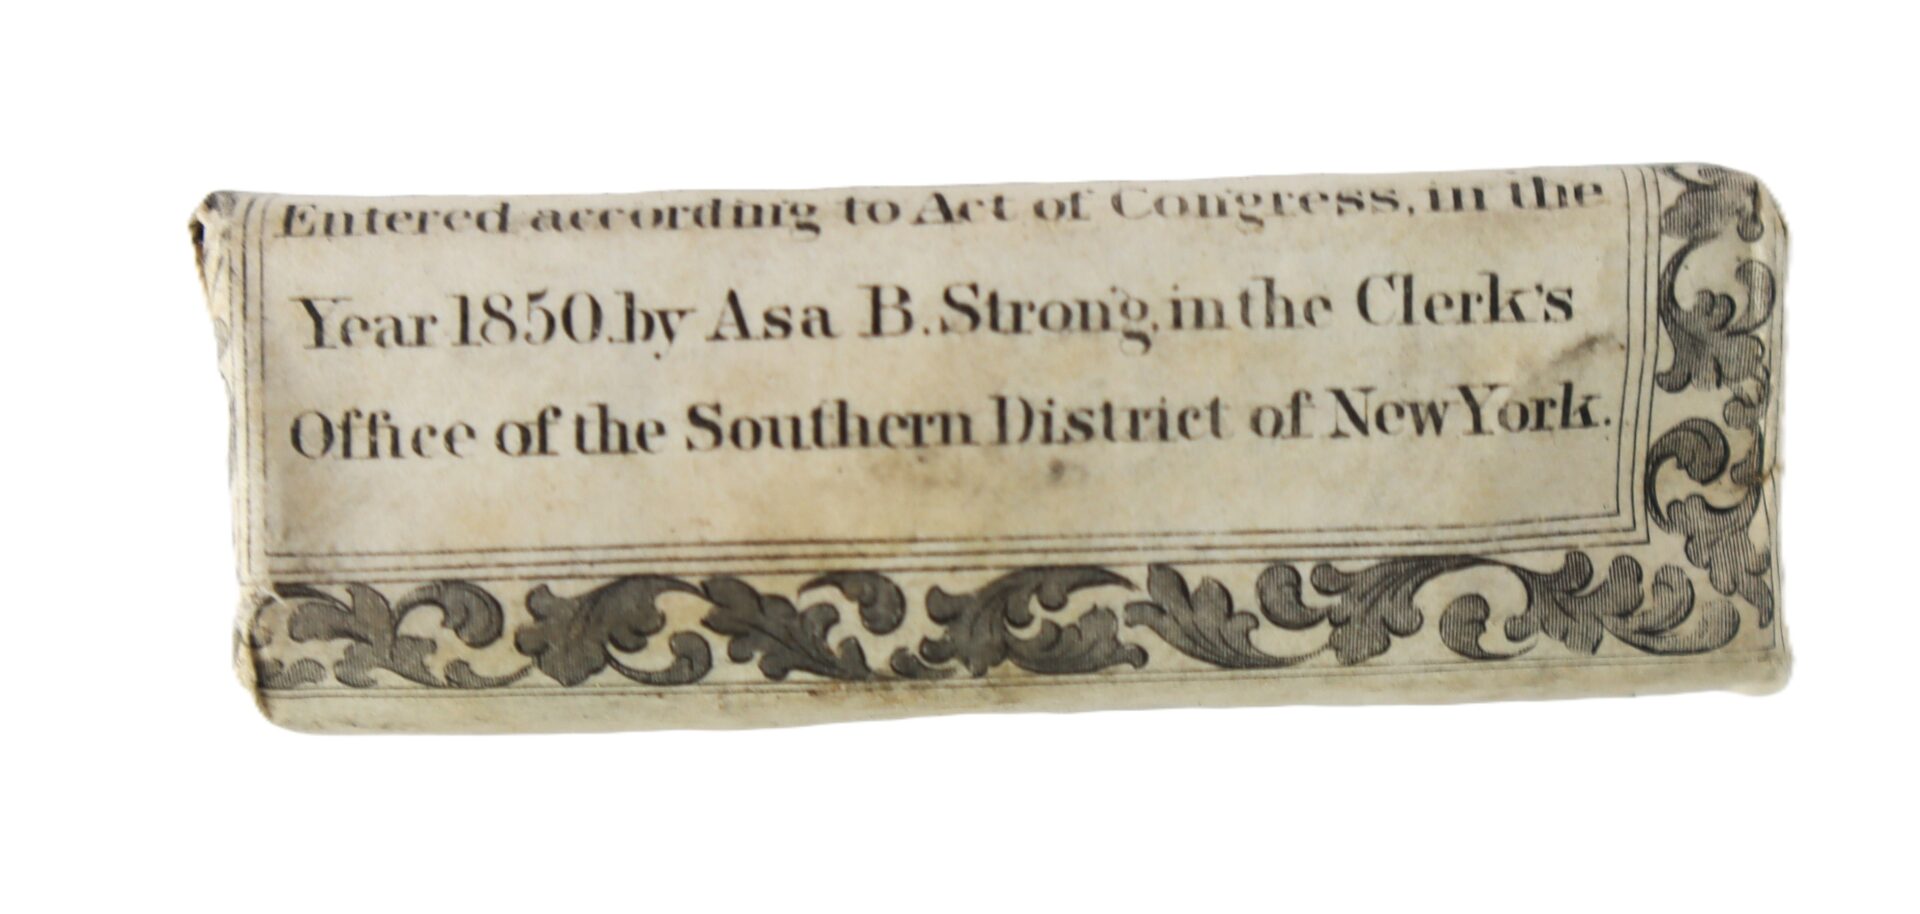 Entered according to Act of Congress, in the
Year 1850. by Asa B. Strong, in the Clerk's
Office of the Southern District of New York.